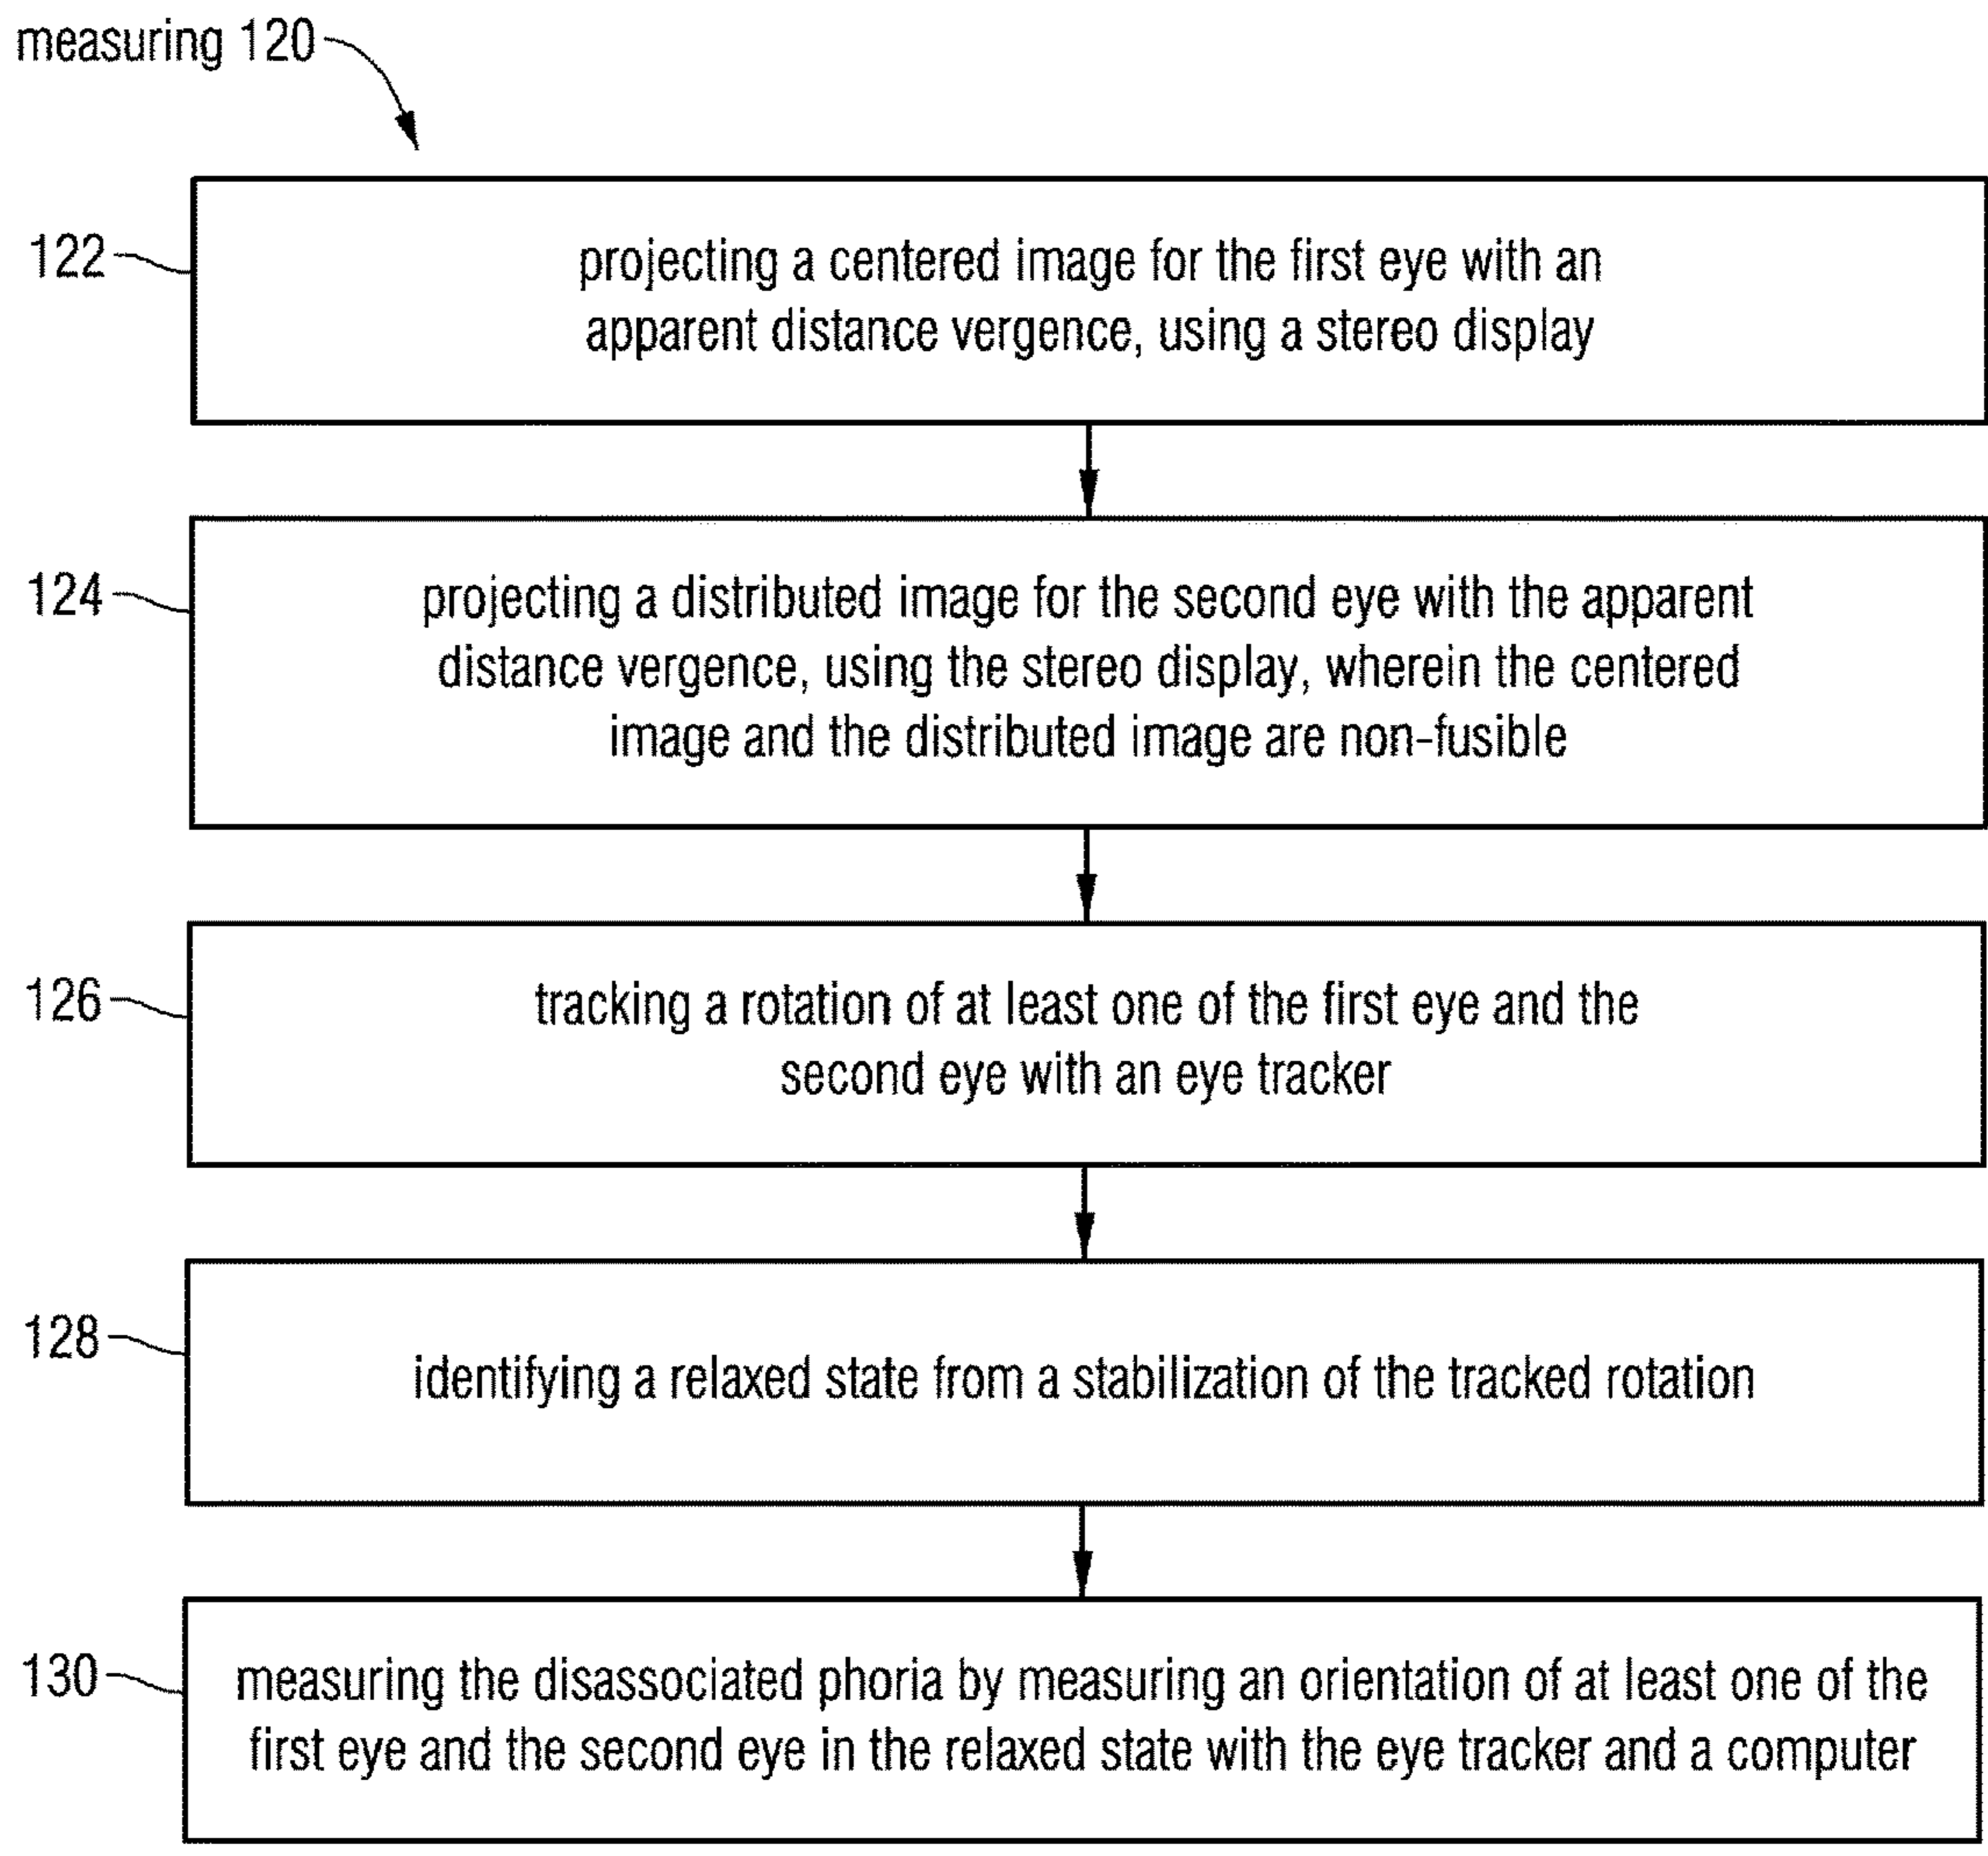 measuring 120
122
projecting a centered image for the first eye with an
apparent distance vergence, using a stereo display
124
projecting a distributed image for the second eye with the apparent
distance vergence, using the stereo display, wherein the centered
image and the distributed image are non-fusible
126
tracking a rotation of at least one of the first eye and the
second eye with an eye tracker
128
identifying a relaxed state from a stabilization of the tracked rotation
130
measuring the disassociated phoria by measuring an orientation of at least one of the
first eye and the second eye in the relaxed state with the eye tracker and a computer